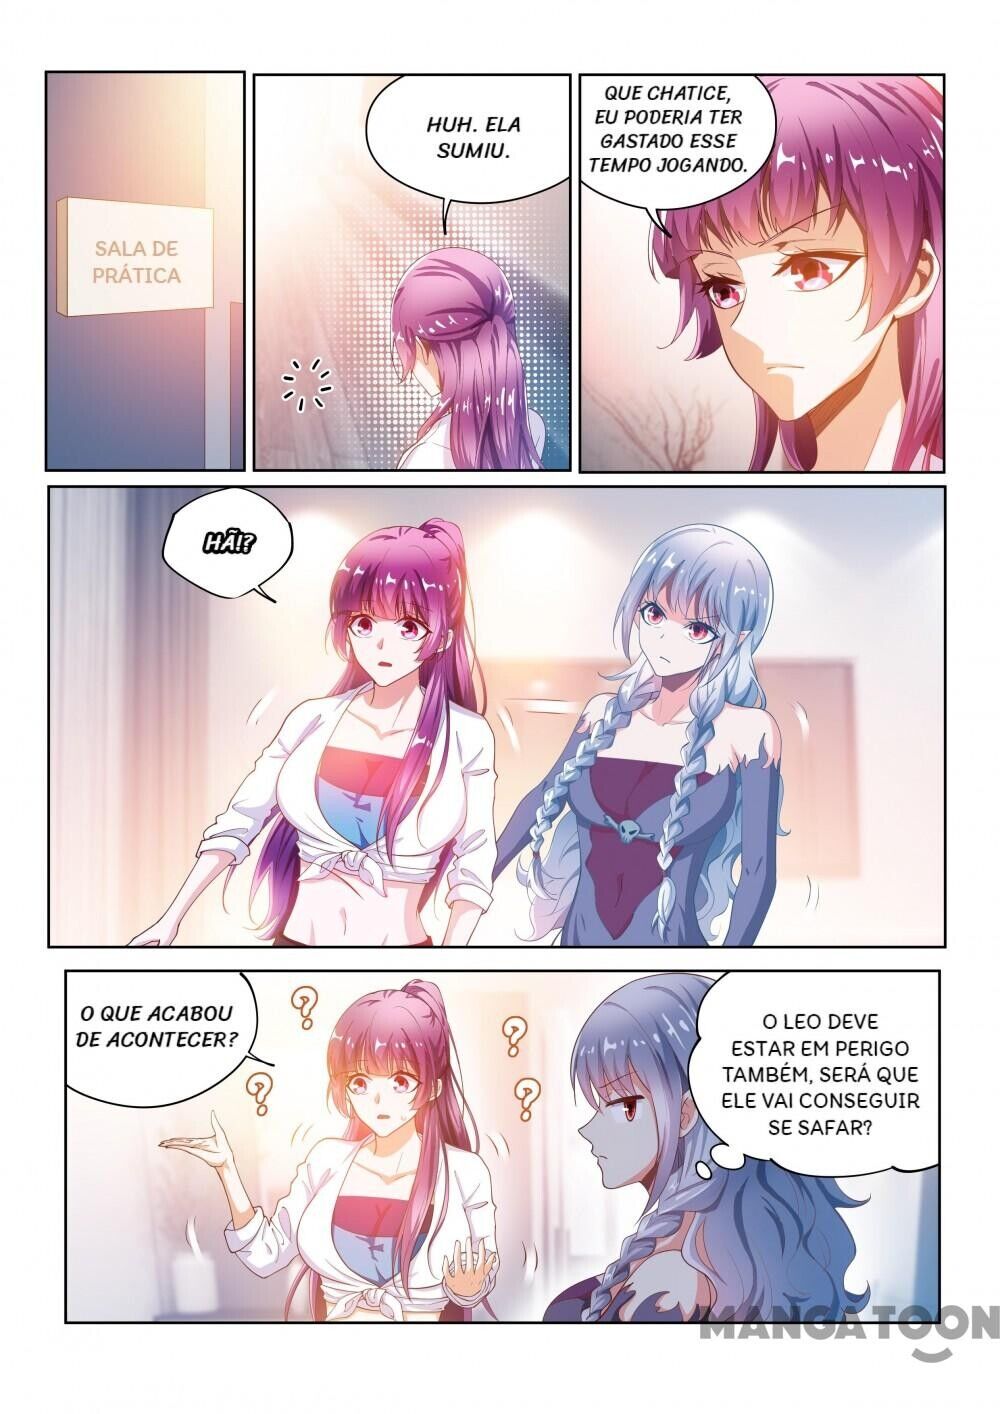 SALA DE
PRÁTICA
HUH. ELA
SUMIU.
QUE CHATICE,
EU PODERIA TER
GASTADO ESSE
TEMPO JOGANDO.
HÃ!?
O QUE ACABOU
DE ACONTECER?
?
?
?
?
O LEO DEVE
ESTAR EM PERIGO
TAMBÉM, SERÁ QUE
ELE VAI CONSEGUIR
SE SAFAR?
MANGATOON